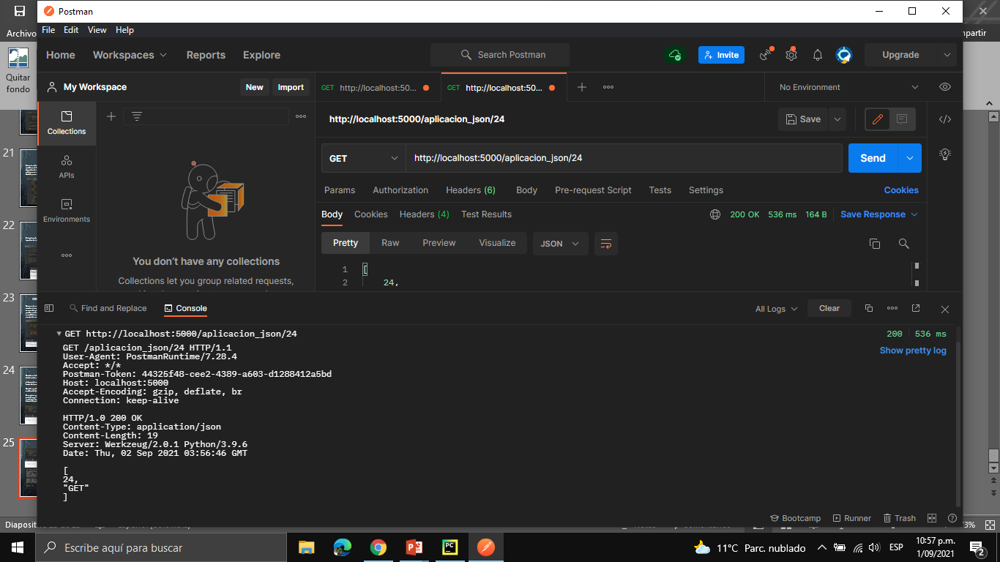 Postman
Archivo
mpartir
File Edit View Help
Home Workspaces Reports Explore
Search Postman
Invite
Upgrade
Quitar
fondo
My Workspace
New Import
GET http://localhost:50...
GET http://localhost:50...
No Environment
Collections
APIs
Environments
http://localhost:5000/aplicacion_json/24
Save
GET http://localhost:5000/aplicacion_json/24
Send
Params Authorization Headers (6) Body Pre-request Script Tests Settings Cookies
Body Cookies Headers (4) Test Results 200 OK 536 ms 164 B Save Response
Pretty Raw Preview Visualize JSON
1 [
2 24,
You don't have any collections
Collections let you group related requests,
21
22
23
24
25
Find and Replace Console All Logs Clear
GET http://localhost:5000/aplicacion_json/24 200 536 ms
Show pretty log
GET /aplicacion_json/24 HTTP/1.1
User-Agent: PostmanRuntime/7.28.4
Accept: */*
Postman-Token: 44325f48-cee2-4389-a603-d1288412a5bd
Host: localhost:5000
Accept-Encoding: gzip, deflate, br
Connection: keep-alive
HTTP/1.0 200 OK
Content-Type: application/json
Content-Length: 19
Server: Werkzeug/2.0.1 Python/3.9.6
Date: Thu, 02 Sep 2021 03:56:46 GMT
[
24,
"GET"
]
Bootcamp Runner Trash
Diaposit
3%
Escribe aquí para buscar
11°C Parc. nublado
ESP
10:57 p.m.
1/09/2021
2